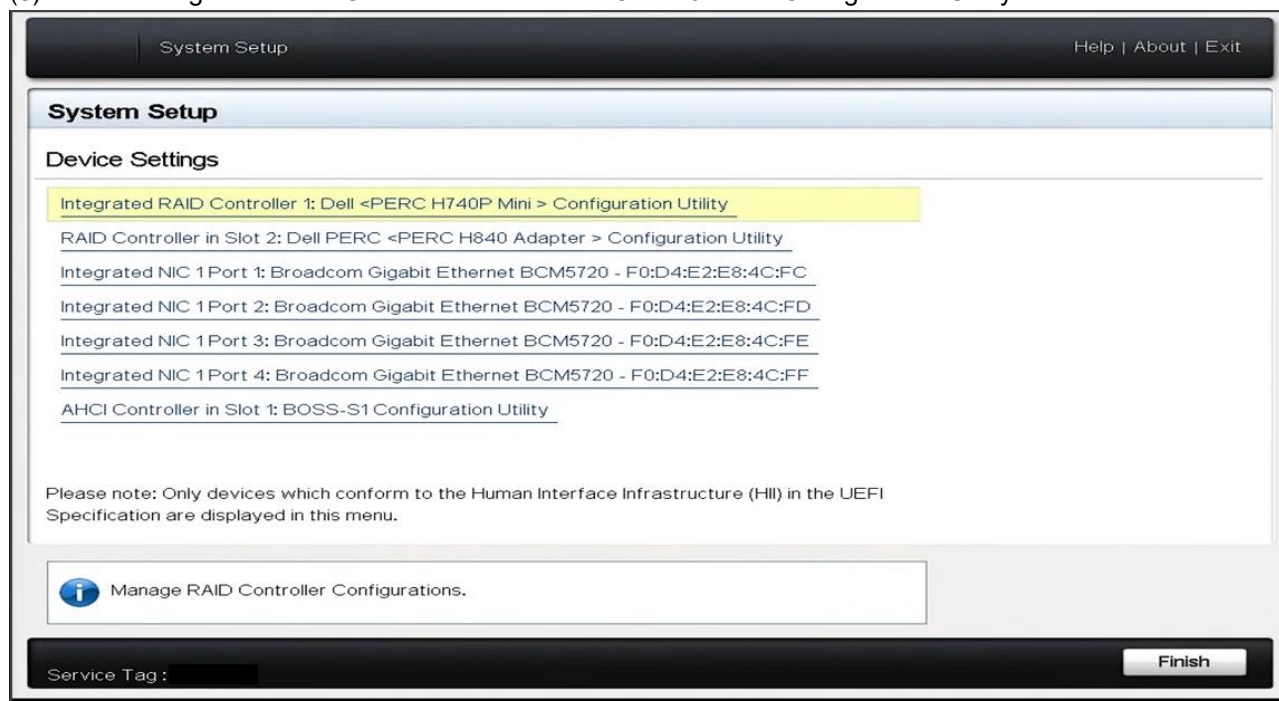 System Setup
Help | About | Exit
System Setup
Device Settings
Integrated RAID Controller 1: Dell <PERC H740P Mini > Configuration Utility
RAID Controller in Slot 2: Dell PERC <PERC H840 Adapter > Configuration Utility
Integrated NIC 1 Port 1: Broadcom Gigabit Ethernet BCM5720 - F0:D4:E2:E8:4C:FC
Integrated NIC 1 Port 2: Broadcom Gigabit Ethernet BCM5720 - F0:D4:E2:E8:4C:FD
Integrated NIC 1 Port 3: Broadcom Gigabit Ethernet BCM5720 - F0:D4:E2:E8:4C:FE
Integrated NIC 1 Port 4: Broadcom Gigabit Ethernet BCM5720 - F0:D4:E2:E8:4C:FF
AHCI Controller in Slot 1: BOSS-S1 Configuration Utility
Please note: Only devices which conform to the Human Interface Infrastructure (HII) in the UEFI
Specification are displayed in this menu.
Manage RAID Controller Configurations.
Service Tag :
Finish